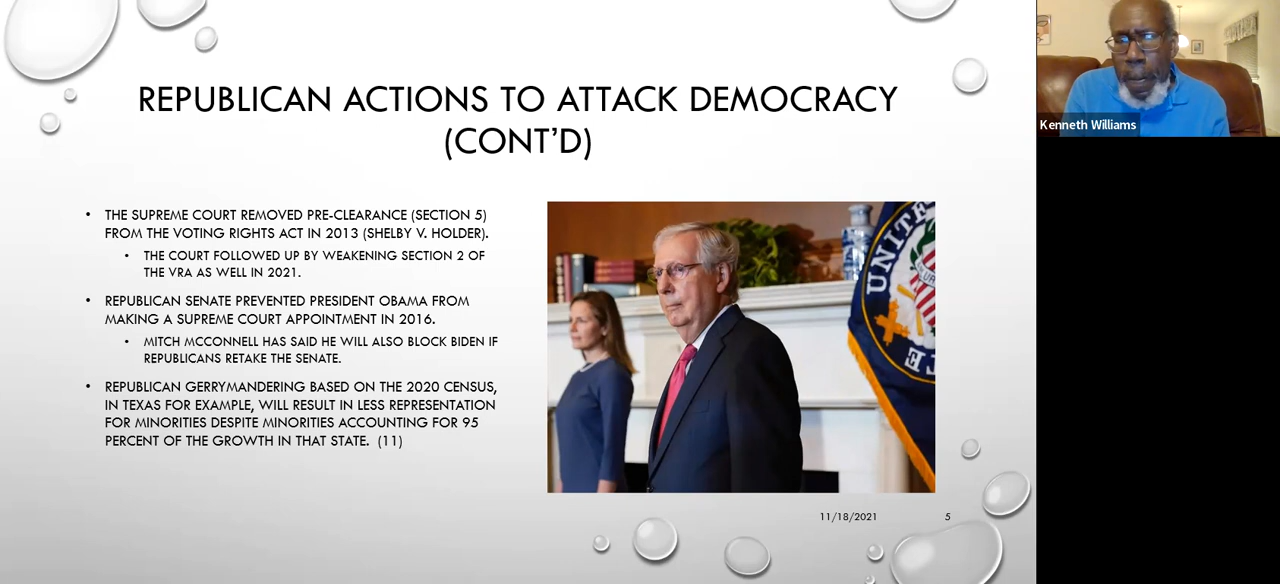 REPUBLICAN ACTIONS TO ATTACK DEMOCRACY
(CONT’D)
• THE SUPREME COURT REMOVED PRE-CLEARANCE (SECTION 5)
FROM THE VOTING RIGHTS ACT IN 2013 (SHELBY V. HOLDER).
• THE COURT FOLLOWED UP BY WEAKENING SECTION 2 OF
THE VRA AS WELL IN 2021.
• REPUBLICAN SENATE PREVENTED PRESIDENT OBAMA FROM
MAKING A SUPREME COURT APPOINTMENT IN 2016.
• MITCH MCCONNELL HAS SAID HE WILL ALSO BLOCK BIDEN IF
REPUBLICANS RETAKE THE SENATE.
• REPUBLICAN GERRYMANDERING BASED ON THE 2020 CENSUS,
IN TEXAS FOR EXAMPLE, WILL RESULT IN LESS REPRESENTATION
FOR MINORITIES DESPITE MINORITIES ACCOUNTING FOR 95
PERCENT OF THE GROWTH IN THAT STATE. (11)
UNITE
11/18/2021 5
Kenneth Williams